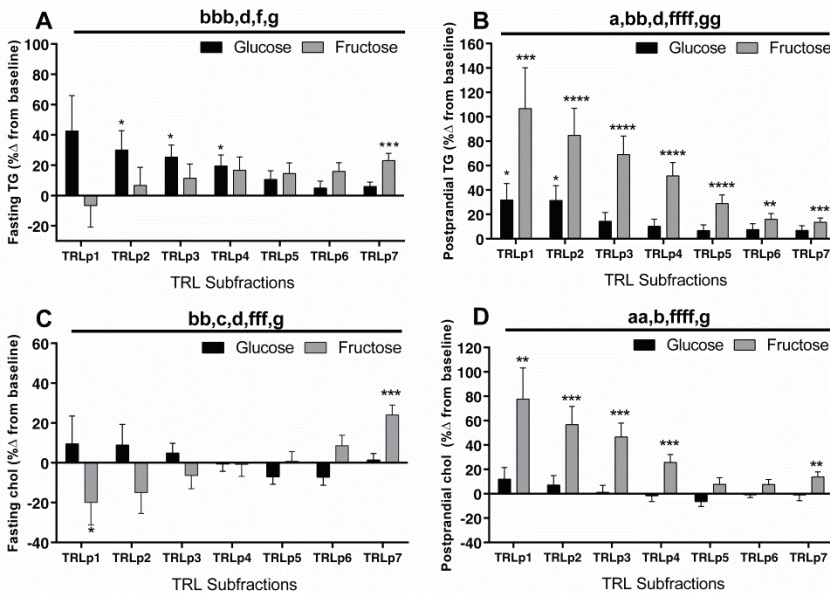 A
bbb,d,f,g
Glucose Fructose
Fasting TG (%Δ from baseline)
100
80
60
40
20
0
-20
* * * ***
TRLp1 TRLp2 TRLp3 TRLp4 TRLp5 TRLp6 TRLp7
TRL Subfractions
B
a,bb,d,ffff,gg
Glucose Fructose
Postprandial TG (%Δ from baseline)
160
140
120
100
80
60
40
20
0
* *** * **** **** **** **** ** ***
TRLp1 TRLp2 TRLp3 TRLp4 TRLp5 TRLp6 TRLp7
TRL Subfractions
C
bb,c,d,fff,g
Glucose Fructose
Fasting chol (%Δ from baseline)
60
40
20
0
-20
-40
* ***
TRLp1 TRLp2 TRLp3 TRLp4 TRLp5 TRLp6 TRLp7
TRL Subfractions
D
aa,b,ffff,g
Glucose Fructose
Postprandial chol (%Δ from baseline)
120
100
80
60
40
20
0
-20
-40
** *** *** *** **
TRLp1 TRLp2 TRLp3 TRLp4 TRLp5 TRLp6 TRLp7
TRL Subfractions